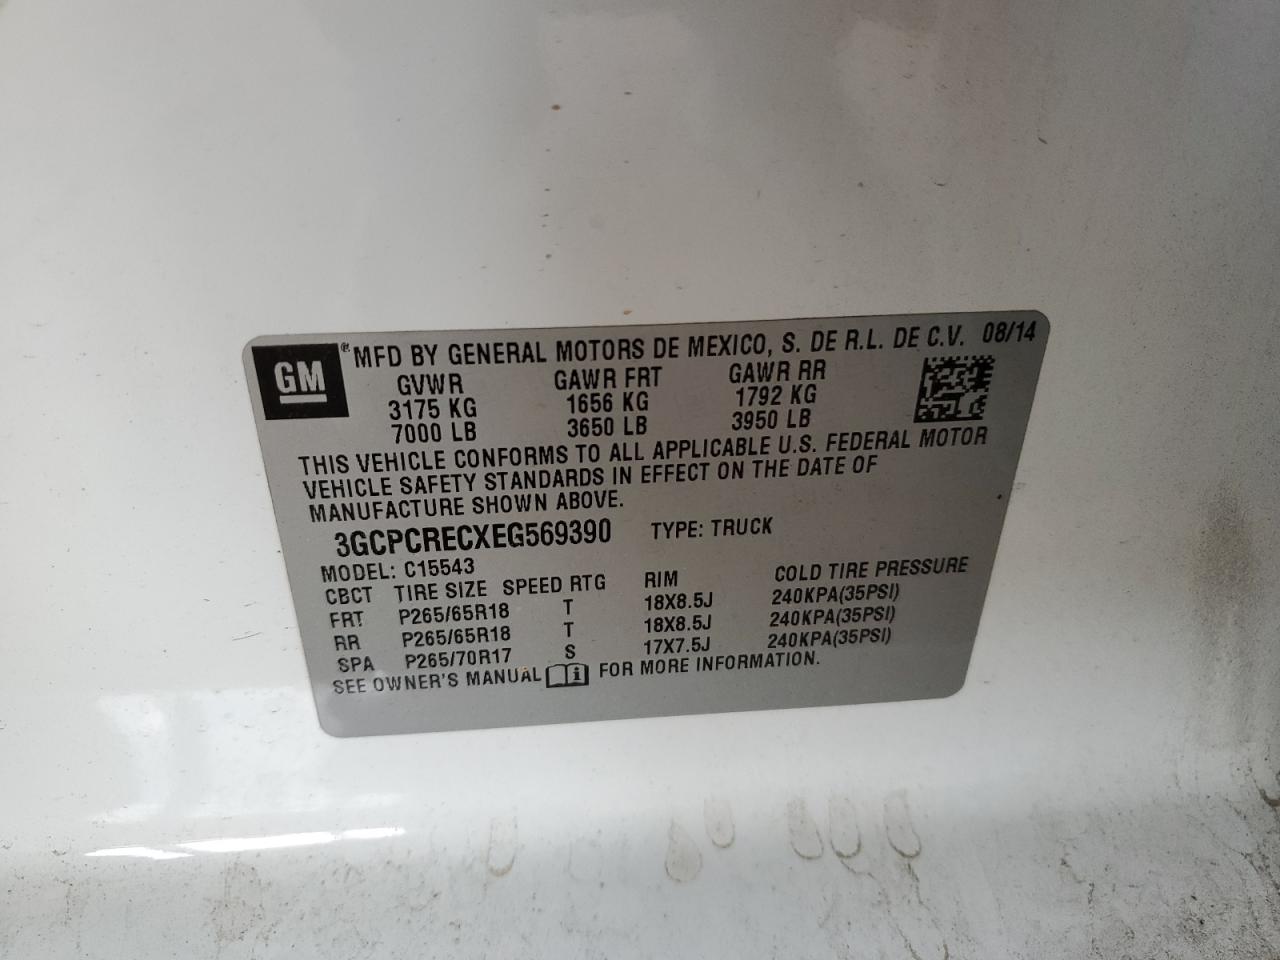 GM ® MFD BY GENERAL MOTORS DE MEXICO, S. DE R.L. DE C.V. 08/14
GVWR GAWR FRT GAWR RR
3175 KG 1656 KG 1792 KG
7000 LB 3650 LB 3950 LB
THIS VEHICLE CONFORMS TO ALL APPLICABLE U.S. FEDERAL MOTOR
VEHICLE SAFETY STANDARDS IN EFFECT ON THE DATE OF
MANUFACTURE SHOWN ABOVE.
3GCPCRECXEG569390 TYPE: TRUCK
MODEL: C15543
CBCT TIRE SIZE SPEED RTG RIM COLD TIRE PRESSURE
FRT P265/65R18 T 18X8.5J 240KPA(35PSI)
RR P265/65R18 T 18X8.5J 240KPA(35PSI)
SPA P265/70R17 S 17X7.5J 240KPA(35PSI)
SEE OWNER'S MANUAL i FOR MORE INFORMATION.